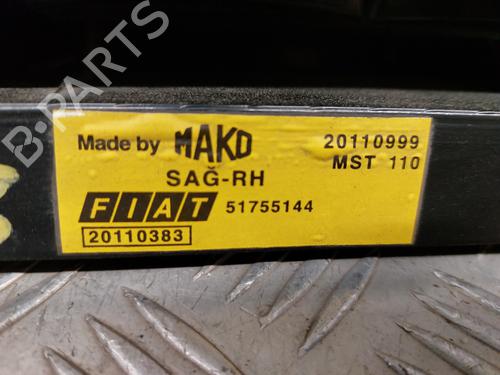 B-PARTS
Made by MAKO 20110999
MST 110
SAĞ-RH
FIAT 51755144
20110383